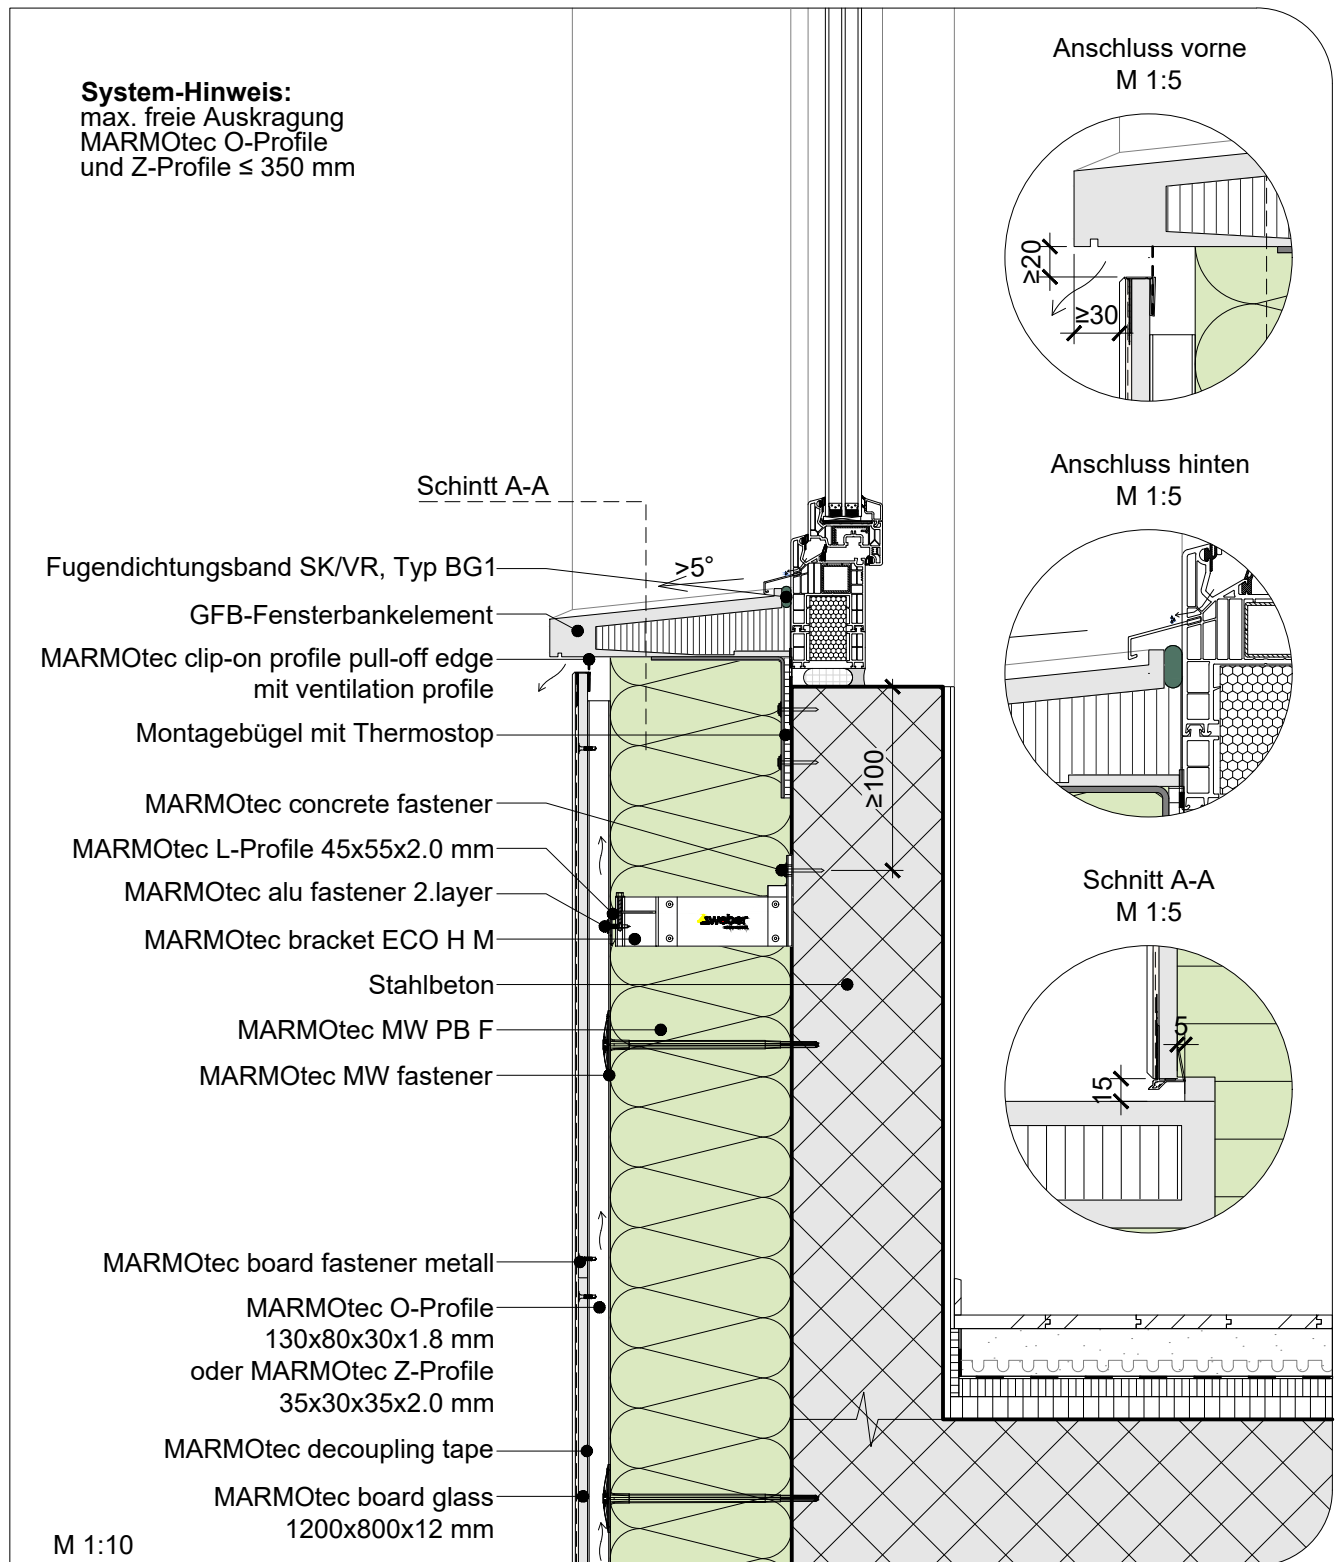 System-Hinweis:
max. freie Auskragung
MARMOtec O-Profile
und Z-Profile ≤ 350 mm
Anschluss vorne
M 1:5
≥20
≥30
Anschluss hinten
M 1:5
Schintt A-A
>5°
Fugendichtungsband SK/VR, Typ BG1
GFB-Fensterbankelement
MARMOtec clip-on profile pull-off edge
mit ventilation profile
Montagebügel mit Thermostop
≥100
MARMOtec concrete fastener
MARMOtec L-Profile 45x55x2.0 mm
MARMOtec alu fastener 2.layer
MARMOtec bracket ECO H M
weber
Stahlbeton
MARMOtec MW PB F
MARMOtec MW fastener
Schnitt A-A
M 1:5
5
15
MARMOtec board fastener metall
MARMOtec O-Profile
130x80x30x1.8 mm
oder MARMOtec Z-Profile
35x30x35x2.0 mm
MARMOtec decoupling tape
MARMOtec board glass
1200x800x12 mm
M 1:10